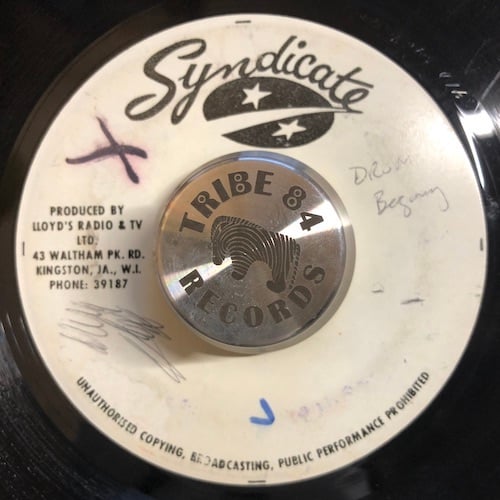 Syndicate
PRODUCED BY
LLOYD'S RADIO & TV
LTD.
43 WALTHAM PK. RD.
KINGSTON, JA., W.I.
PHONE: 39187
TRIBE 84
RECORDS
DRUM
UNAUTHORISED COPYING, BROADCASTING, PUBLIC PERFORMANCE PROHIBITED